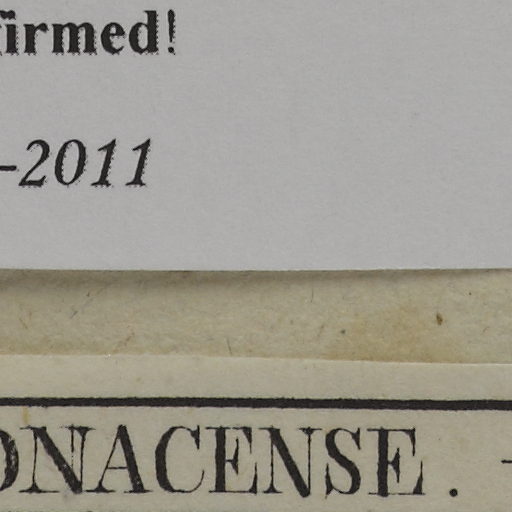 firmed!
-2011
ONACENSE. -